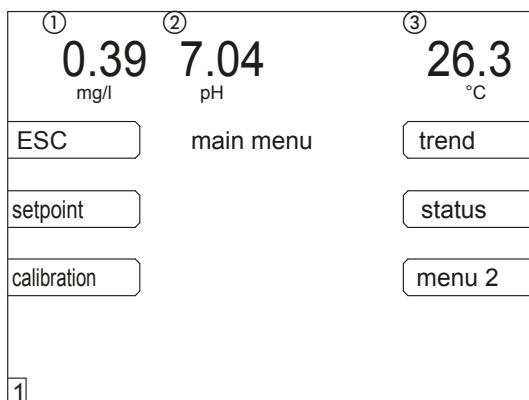 ① ② ③
0.39 7.04 26.3
mg/l pH °C
ESC main menu trend
setpoint status
calibration menu 2
1